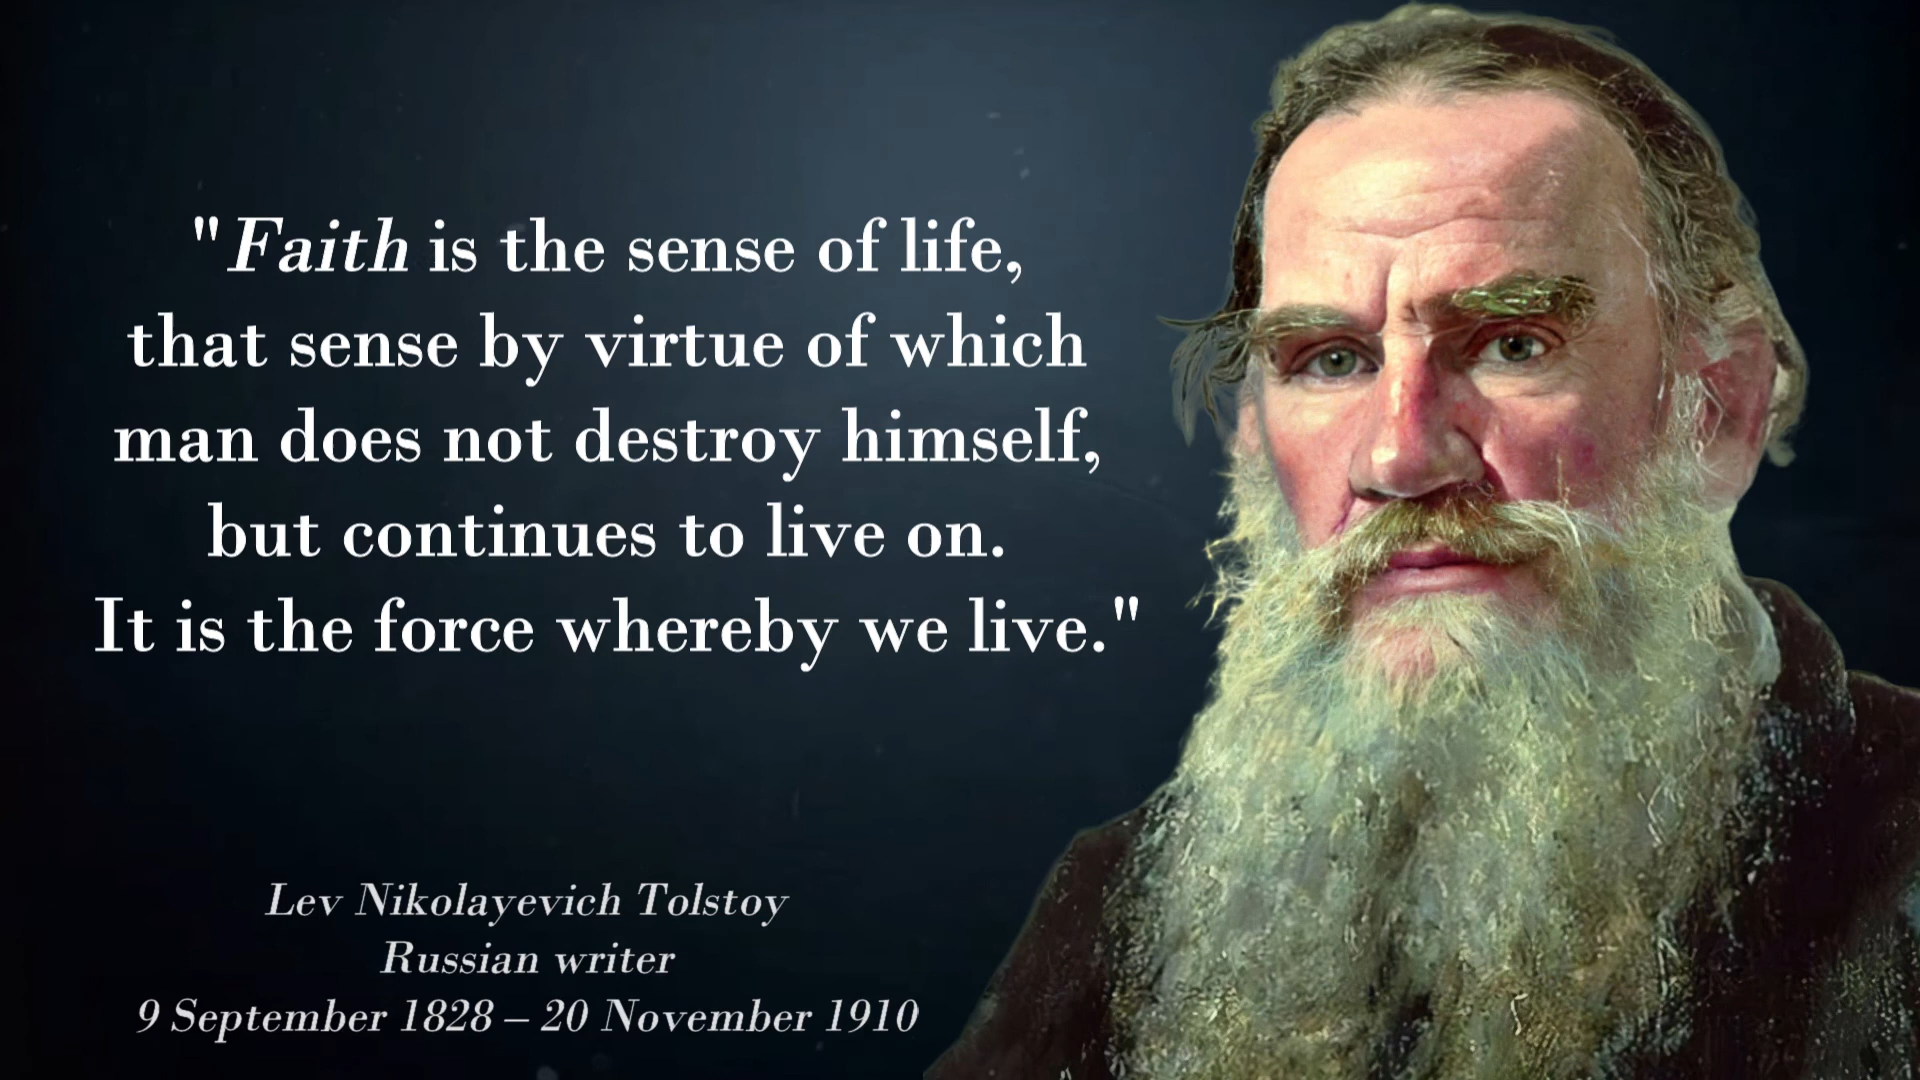 "Faith is the sense of life,
that sense by virtue of which
man does not destroy himself,
but continues to live on.
It is the force whereby we live."
Lev Nikolayevich Tolstoy
Russian writer
9 September 1828 – 20 November 1910